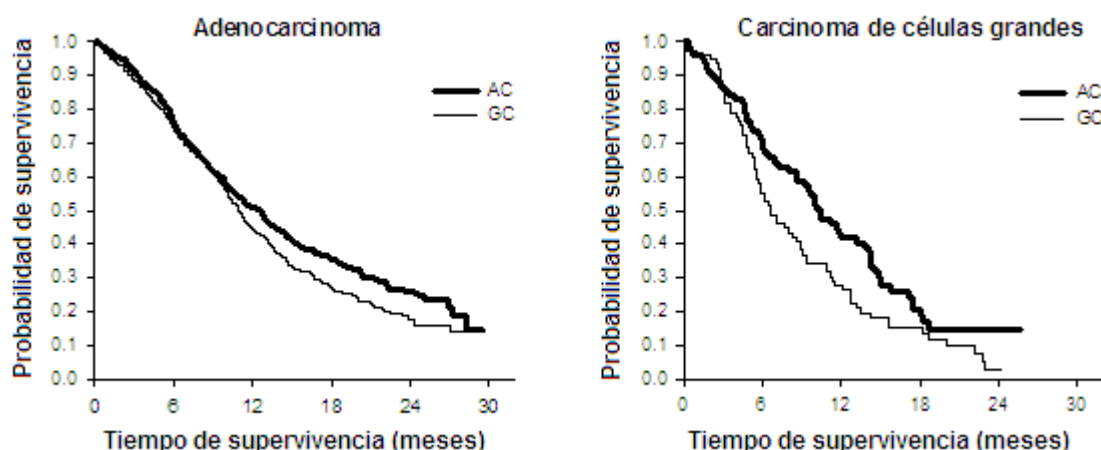 Adenocarcinoma
Probabilidad de supervivencia
1.0
0.9
0.8
0.7
0.6
0.5
0.4
0.3
0.2
0.1
0.0
AC
GC
0 6 12 18 24 30
Tiempo de supervivencia (meses)
Carcinoma de células grandes
Probabilidad de supervivencia
1.0
0.9
0.8
0.7
0.6
0.5
0.4
0.3
0.2
0.1
0.0
AC
GC
0 6 12 18 24 30
Tiempo de supervivencia (meses)